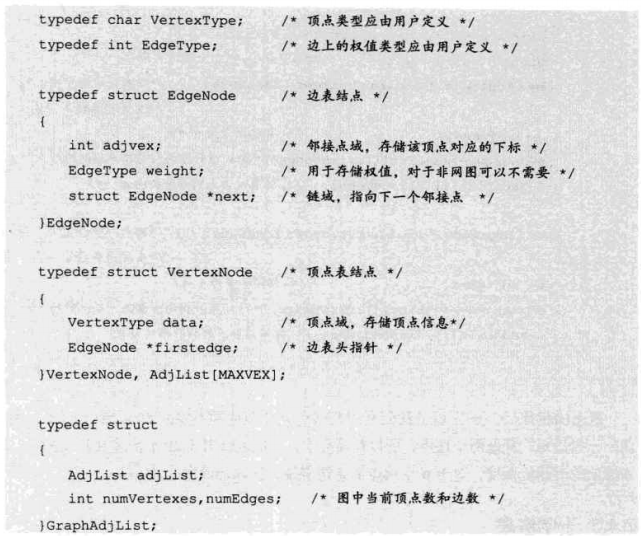 typedef char VertexType; /* 顶点类型应由用户定义 */
typedef int EdgeType; /* 边上的权值类型应由用户定义 */
typedef struct EdgeNode /* 边表结点 */
{
int adjvex; /* 邻接点域，存储该顶点对应的下标 */
EdgeType weight; /* 用于存储权值，对于非网图可以不需要 */
struct EdgeNode *next; /* 链域，指向下一个邻接点 */
}EdgeNode;
typedef struct VertexNode /* 顶点表结点 */
{
VertexType data; /* 顶点域，存储顶点信息*/
EdgeNode *firstedge; /* 边表头指针 */
}VertexNode, AdjList[MAXVEX];
typedef struct
{
AdjList adjList;
int numVertexes,numEdges; /* 图中当前顶点数和边数 */
}GraphAdjList;